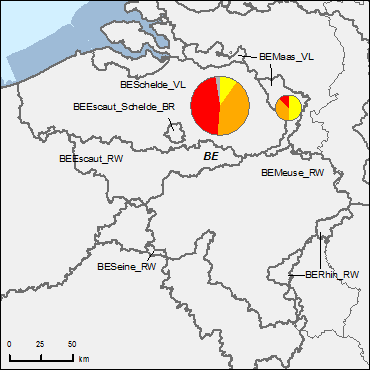 BEMaas_VL
BESchelde_VL
BEEscaut_Schelde_BR
BE
BEEscaut_RW
BEMeuse_RW
BESeine_RW
BERhin_RW
0 25 50
km